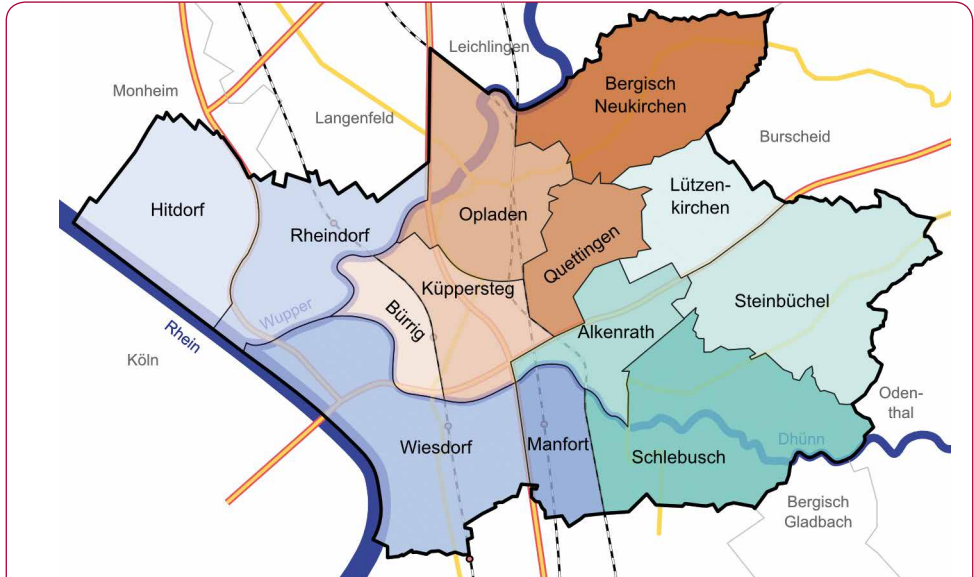 Leichlingen
Bergisch
Neukirchen
Monheim
Langenfeld
Burscheid
Lützen-
kirchen
Hitdorf
Opladen
Rheindorf
Quettingen
Küppersteg
Steinbüchel
Wupper
Bürrig
Alkenrath
Rhein
Köln
Oden-
thal
Wiesdorf
Manfort
Dhünn
Schlebusch
Bergisch
Gladbach